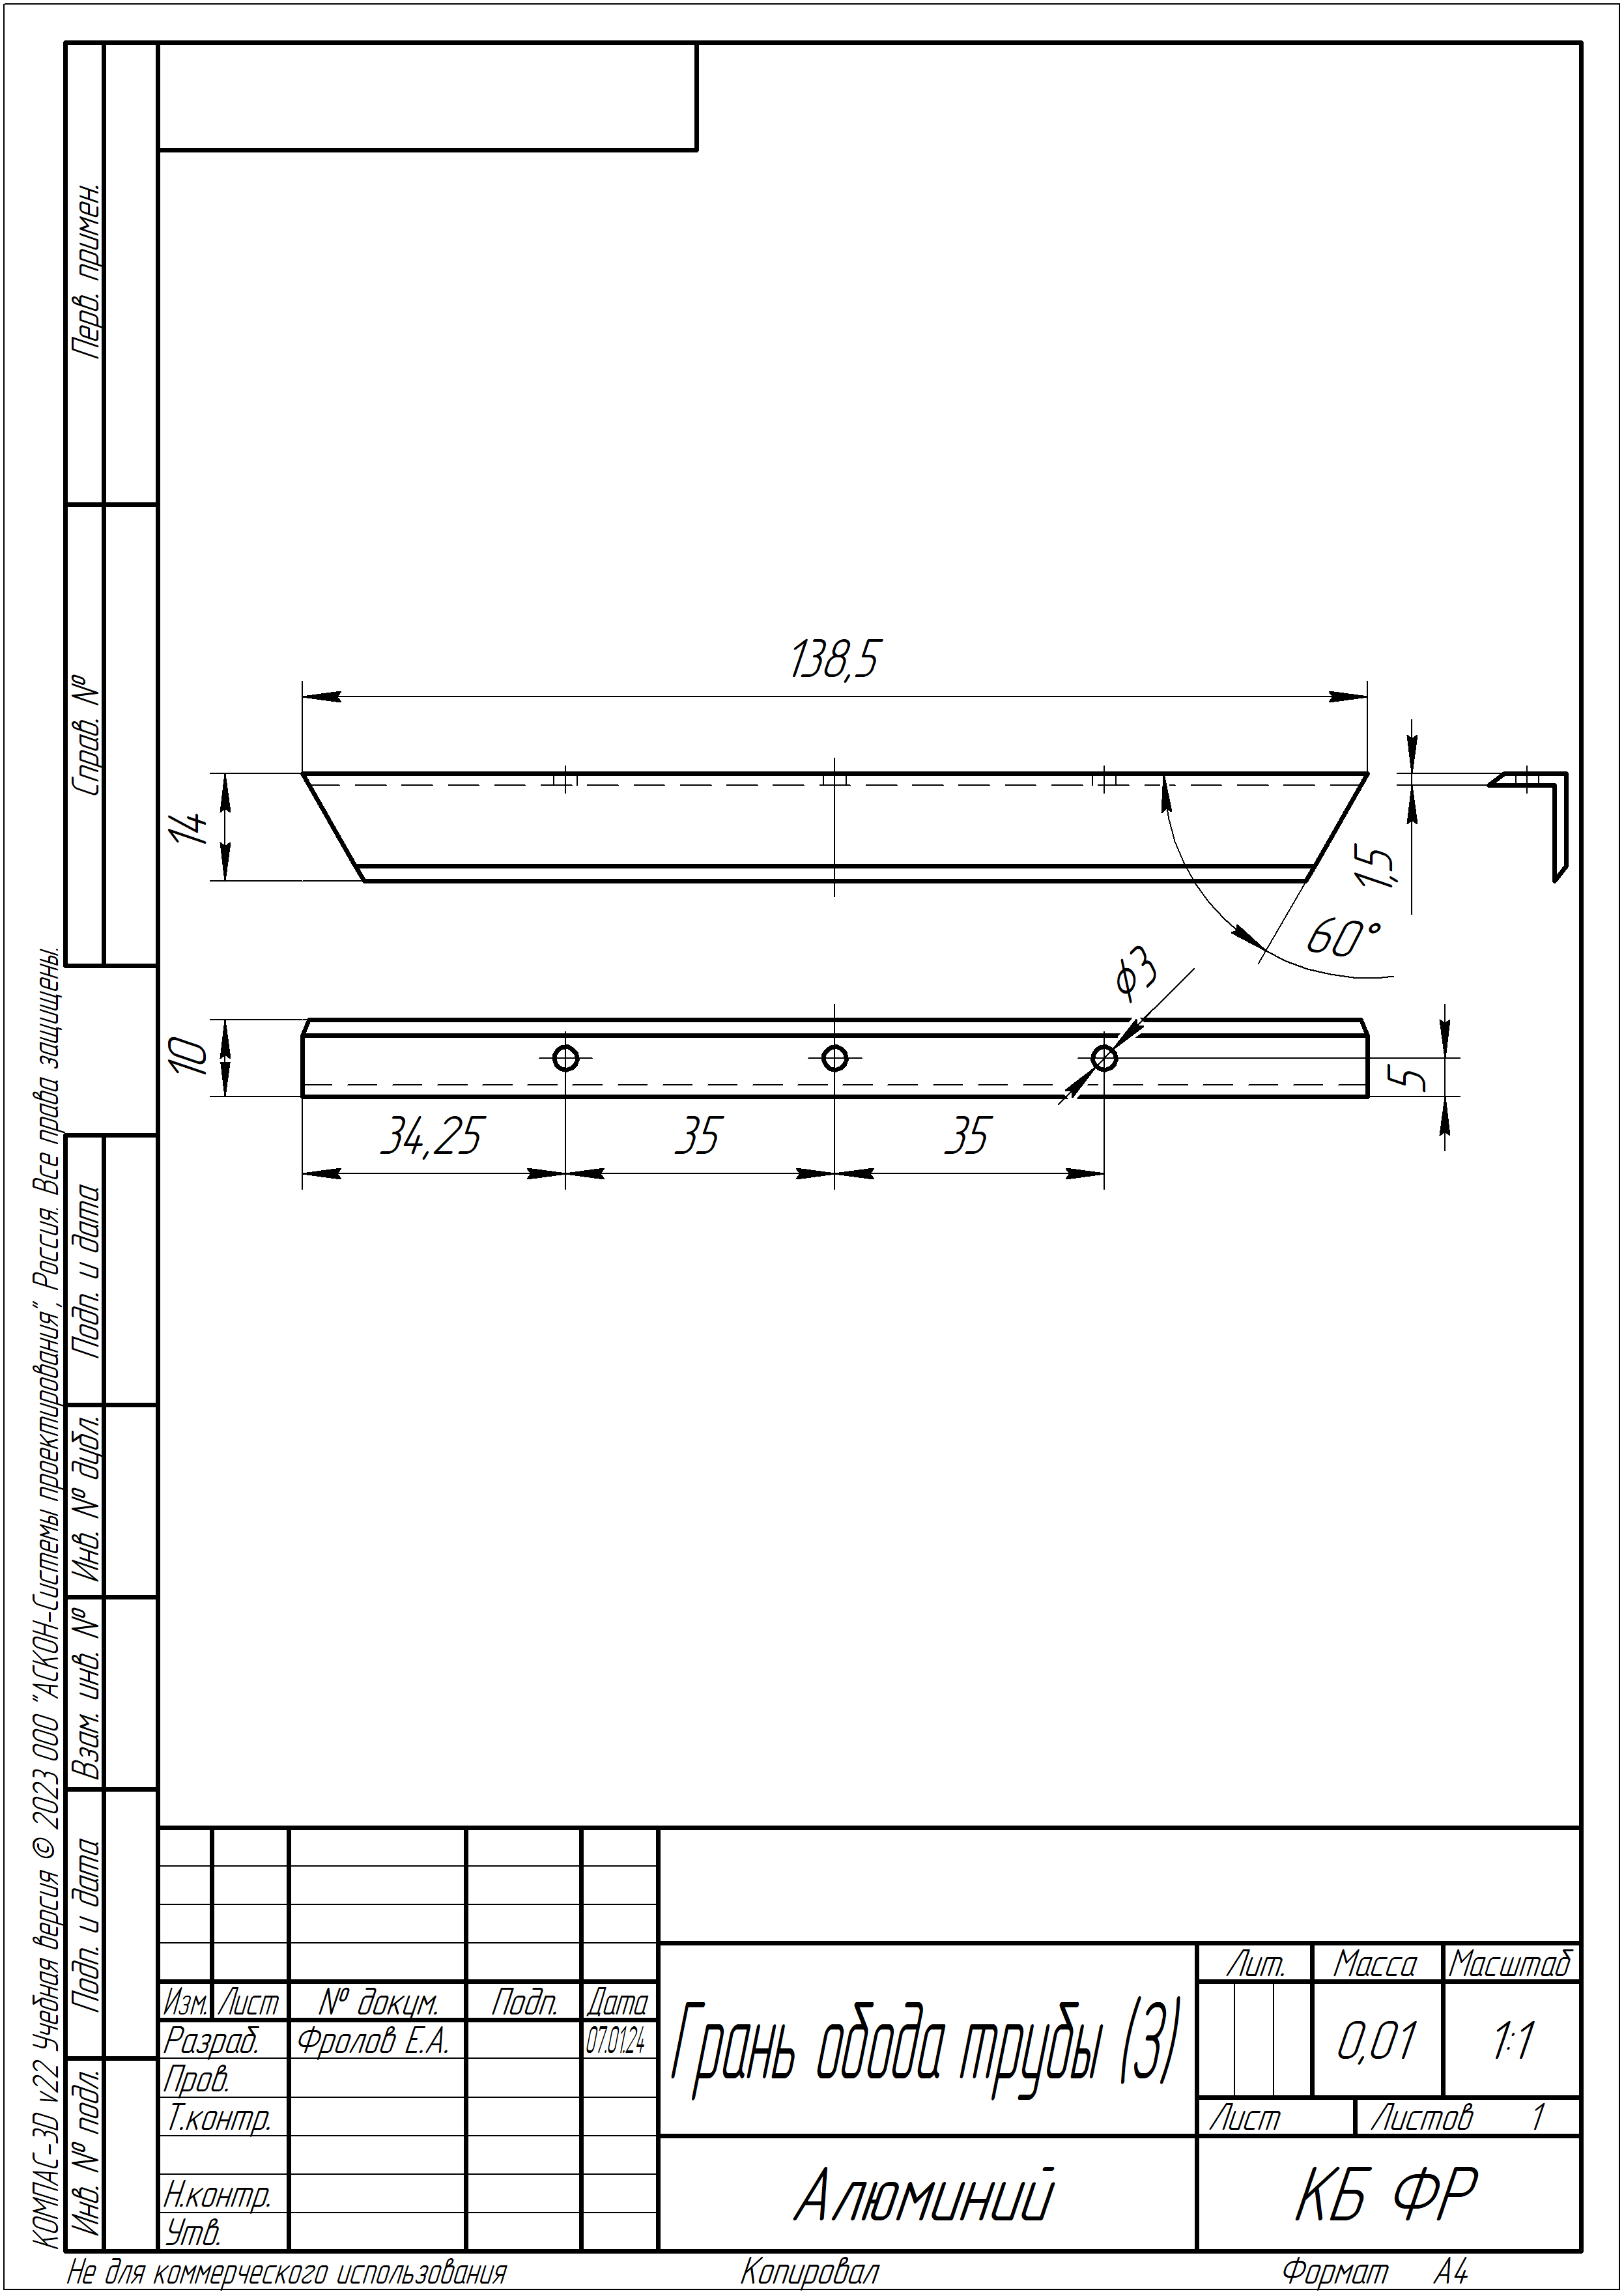 Перв. примен.
Справ. №
Подп. и дата
Инв. № дубл.
Взам. инв. №
Подп. и дата
Инв. № подл.
КОМПАС-3D v22 Учебная версия © 2023 ООО "АСКОН-Системы проектирования", Россия. Все права защищены.
138,5
14
1,5
60°
⌀3
10
5
34,25
35
35
Изм. Лист № докум. Подп. Дата
Разраб. Фролов Е.А. 07.01.24
Пров.
Т.контр.
Н.контр.
Утв.
Грань обода трубы (3)
Алюминий
Лит. Масса Масштаб
0,01 1:1
Лист Листов 1
КБ ФР
Не для коммерческого использования Копировал Формат А4